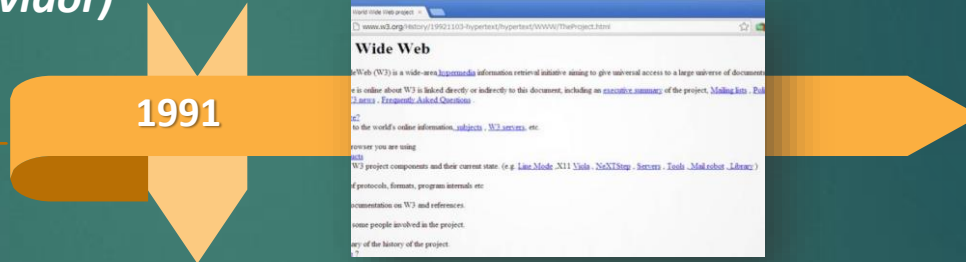 vidor)
1991
World Wide Web project
www.w3.org/History/19921103-hypertext/hypertext/WWW/TheProject.html
Wide Web
eWeb (W3) is a wide-area hypermedia information retrieval initiative aiming to give universal access to a large universe of documents
e is online about W3 is linked directly or indirectly to this document, including an executive summary of the project, Mailing lists , Poli
3 news , Frequently Asked Questions .
re?
to the world's online information, subjects , W3 servers, etc.
rowser you are using
ucts
W3 project components and their current state. (e.g. Line Mode ,X11 Viola , NeXTStep , Servers , Tools , Mail robot , Library )
f protocols, formats, program internals etc
ocumentation on W3 and references.
some people involved in the project.
ary of the history of the project.
?